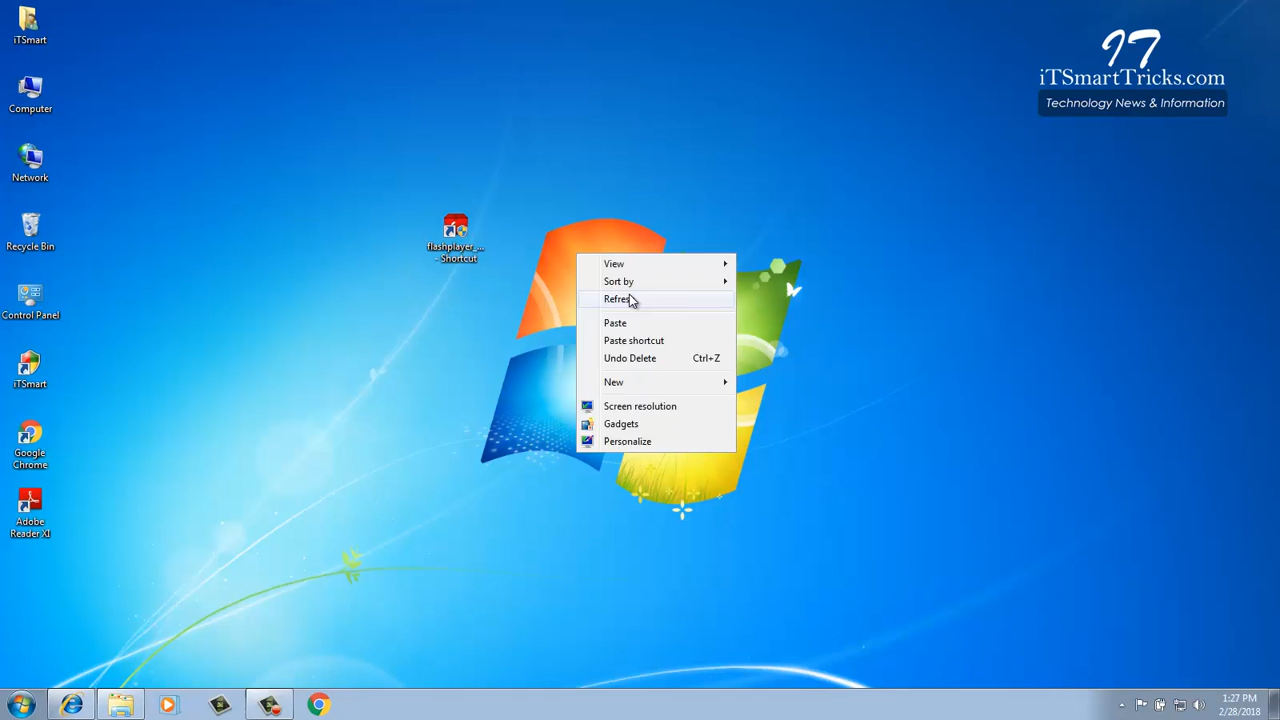 iTSmart
Computer
Network
Recycle Bin
Control Panel
iTSmart
Google
Chrome
Adobe
Reader XI
flashplayer_...
- Shortcut
View
Sort by
Refres
Paste
Paste shortcut
Undo Delete Ctrl+Z
New
Screen resolution
Gadgets
Personalize
IT
iTSmartTricks.com
Technology News & Information
1:27 PM
2/28/2018